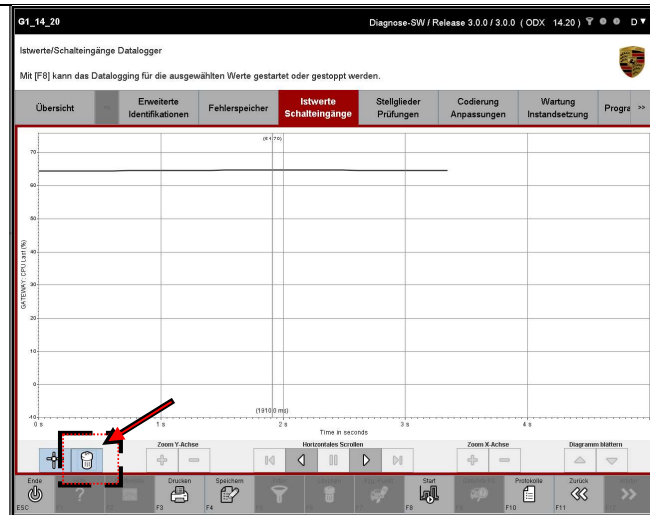 G1_14_20
Diagnose-SW / Release 3.0.0 / 3.0.0 ( ODX 14.20 ) D
Istwerte/Schalteingänge Datalogger
Mit [F8] kann das Datalogging für die ausgewählten Werte gestartet oder gestoppt werden.
Übersicht
Erweiterte Identifikationen
Fehlerspeicher
Istwerte Schalteingänge
Stellglieder Prüfungen
Codierung Anpassungen
Wartung Instandsetzung
Progra >>
70
60
50
40
30
20
10
0
GATEWAY: CPU Last (%)
(1910.0 ms)
0 s 1 s 2 s 3 s 4 s
Time in seconds
Zoom Y-Achse
Horizontales Scrollen
Zoom X-Achse
Diagramm blättern
Ende
Drucken
Speichern
Start
Protokolle
Zurück
ESC F3 F4 F8 F10 F11